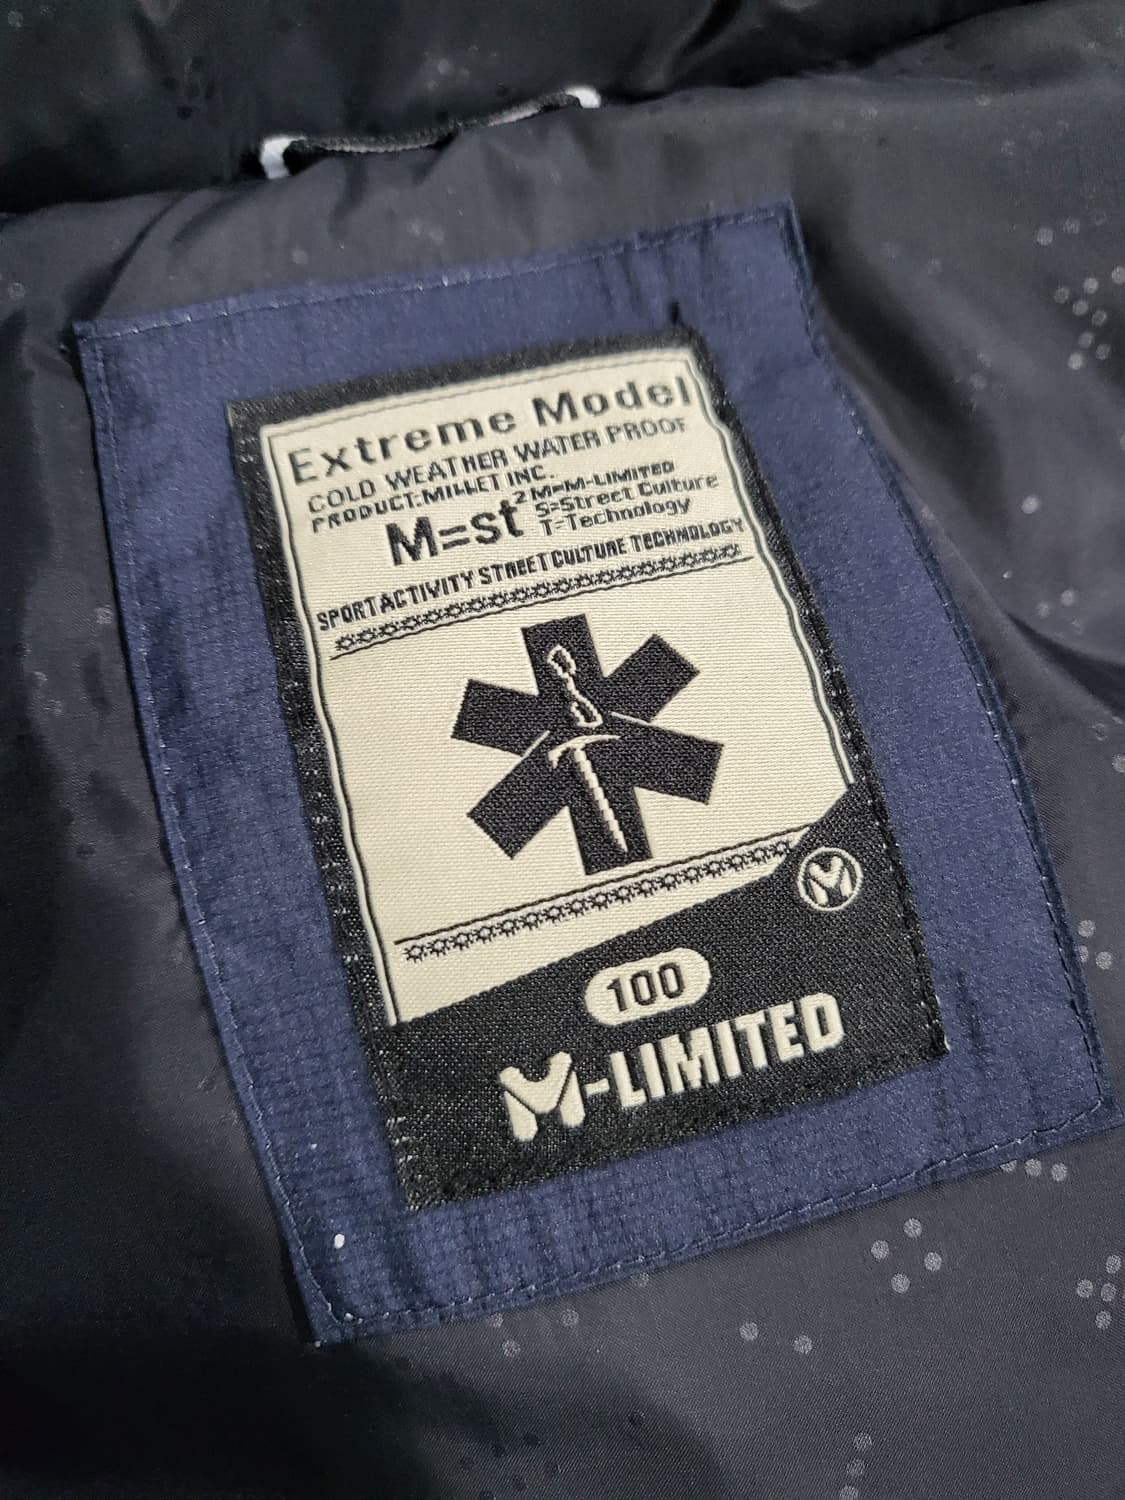 Extreme Model
COLD WEATHER WATER PROOF
PRODUCT:MILLET INC.
M=st²
M=M-LIMITED
S=Street Culture
T=Technology
SPORT ACTIVITY STREET CULTURE TECHNOLOGY
M
100
M-LIMITED